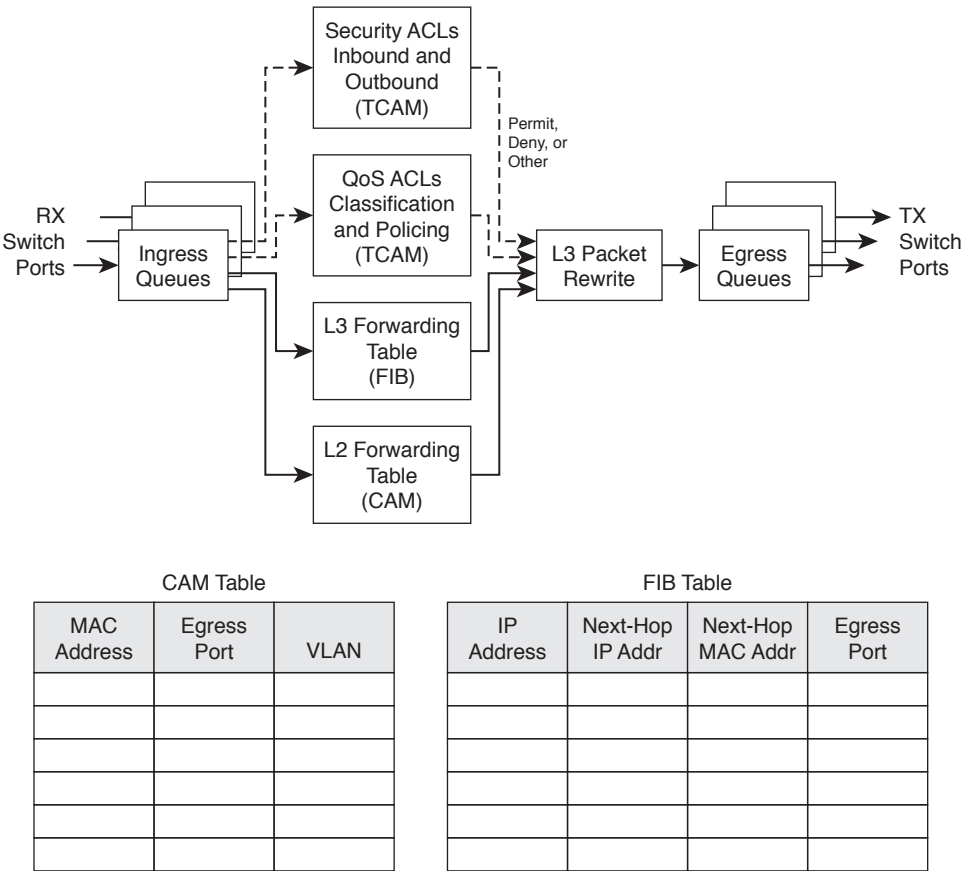 Security ACLs
Inbound and
Outbound
(TCAM)
Permit,
Deny, or
Other
QoS ACLs
Classification
and Policing
(TCAM)
RX
Switch
Ports
Ingress
Queues
L3 Packet
Rewrite
Egress
Queues
TX
Switch
Ports
L3 Forwarding
Table
(FIB)
L2 Forwarding
Table
(CAM)
CAM Table
MAC
Address
Egress
Port
VLAN
FIB Table
IP
Address
Next-Hop
IP Addr
Next-Hop
MAC Addr
Egress
Port